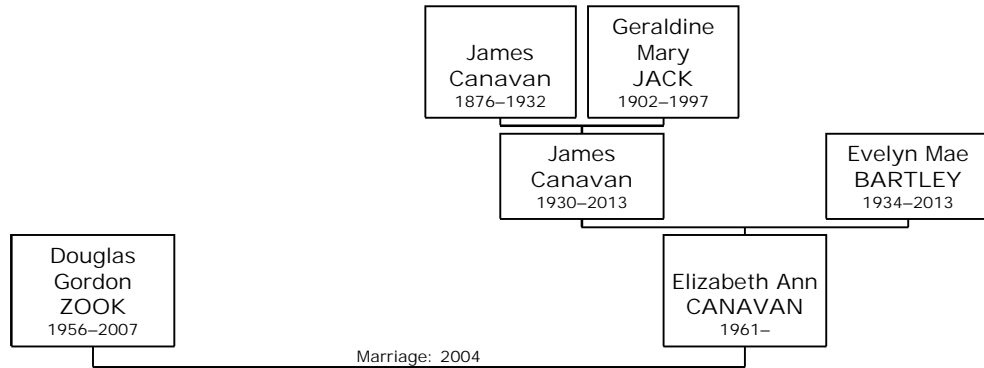 James
Canavan
1876–1932
Geraldine
Mary
JACK
1902–1997
James
Canavan
1930–2013
Evelyn Mae
BARTLEY
1934–2013
Douglas
Gordon
ZOOK
1956–2007
Elizabeth Ann
CANAVAN
1961–
Marriage: 2004